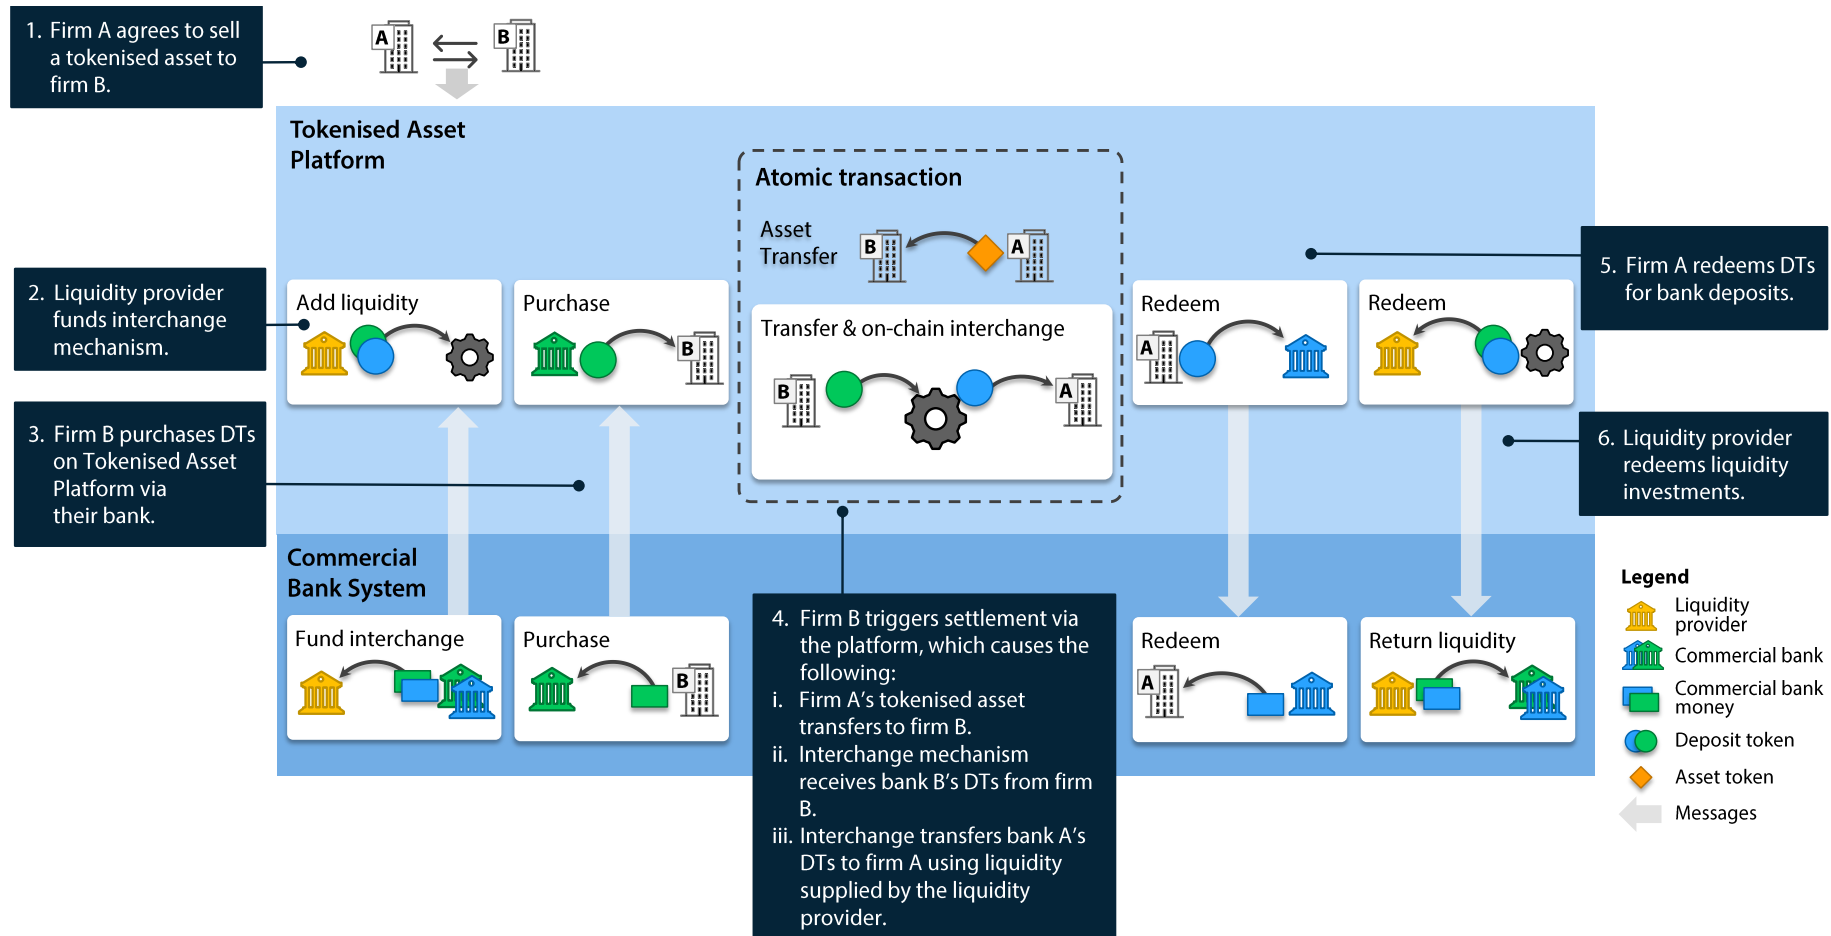 1. Firm A agrees to sell
a tokenised asset to
firm B.
A
B
Tokenised Asset
Platform
Atomic transaction
Asset
Transfer
B
A
2. Liquidity provider
funds interchange
mechanism.
Add liquidity
Purchase
B
Transfer & on-chain interchange
B
A
Redeem
A
Redeem
5. Firm A redeems DTs
for bank deposits.
3. Firm B purchases DTs
on Tokenised Asset
Platform via
their bank.
6. Liquidity provider
redeems liquidity
investments.
Commercial
Bank System
Fund interchange
Purchase
B
4. Firm B triggers settlement via
the platform, which causes the
following:
i. Firm A's tokenised asset
transfers to firm B.
ii. Interchange mechanism
receives bank B's DTs from firm
B.
iii. Interchange transfers bank A's
DTs to firm A using liquidity
supplied by the liquidity
provider.
Redeem
A
Return liquidity
Legend
Liquidity
provider
Commercial bank
Commercial bank
money
Deposit token
Asset token
Messages